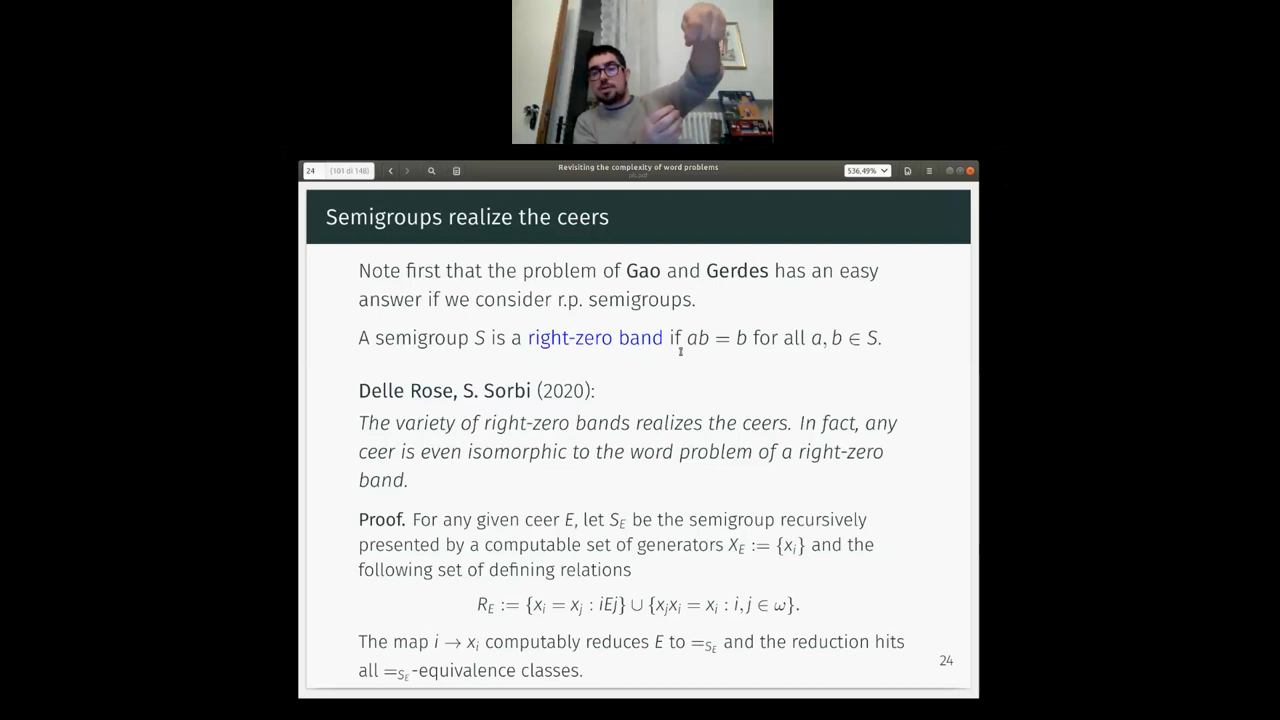 24 (101 di 148)
Revisiting the complexity of word problems
536,49%
Semigroups realize the ceers
Note first that the problem of Gao and Gerdes has an easy
answer if we consider r.p. semigroups.
A semigroup S is a right-zero band if ab = b for all a, b ∈ S.
Delle Rose, S. Sorbi (2020):
The variety of right-zero bands realizes the ceers. In fact, any
ceer is even isomorphic to the word problem of a right-zero
band.
Proof. For any given ceer E, let S_E be the semigroup recursively
presented by a computable set of generators X_E := {x_i} and the
following set of defining relations
R_E := {x_i = x_j : iEj} ∪ {x_jx_i = x_i : i, j ∈ ω}.
The map i → x_i computably reduces E to =_{S_E} and the reduction hits
all =_{S_E}-equivalence classes.
24